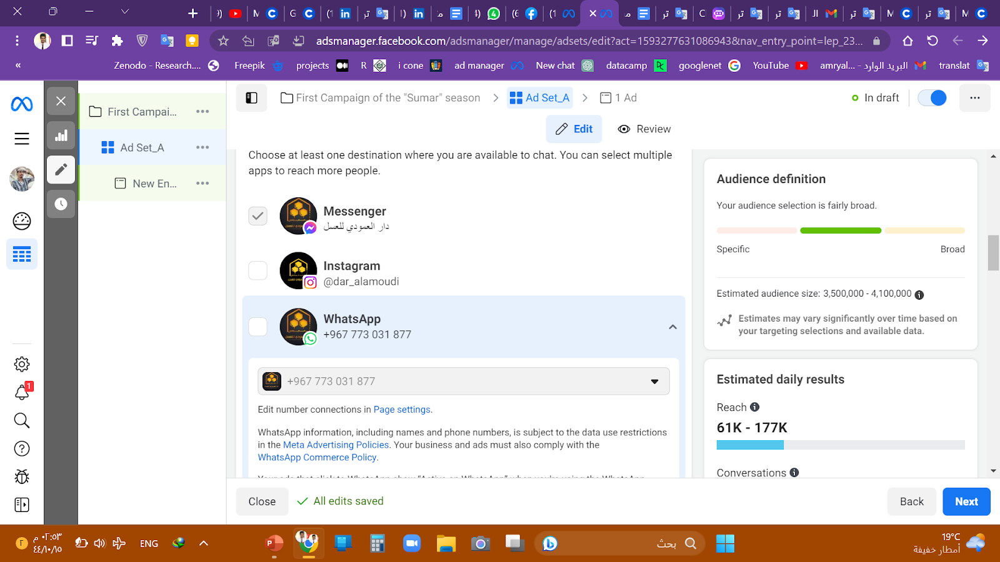 adsmanager.facebook.com/adsmanager/manage/adsets/edit?act=1593277631086943&nav_entry_point=lep_23...
Zenodo - Research....
Freepik
projects
R
i cone
ad manager
New chat
datacamp
googlenet
YouTube
البريد الوارد - ...amryal
translat
First Campai...
Ad Set_A
New En...
First Campaign of the "Sumar" season
Ad Set_A
1 Ad
In draft
Edit
Review
Choose at least one destination where you are available to chat. You can select multiple
apps to reach more people.
Messenger
دار العمودي للعسل
Instagram
@dar_alamoudi
WhatsApp
+967 773 031 877
+967 773 031 877
Edit number connections in Page settings.
WhatsApp information, including names and phone numbers, is subject to the data use restrictions
in the Meta Advertising Policies. Your business and ads must also comply with the
WhatsApp Commerce Policy.
Audience definition
Your audience selection is fairly broad.
Specific
Broad
Estimated audience size: 3,500,000 - 4,100,000
Estimates may vary significantly over time based on
your targeting selections and available data.
Estimated daily results
Reach
61K - 177K
Conversations
Close
All edits saved
Back
Next
1
٢
٠٢:٥٣ م
٤٤/١٠/١٥
ENG
بحث
19°C
أمطار خفيفة